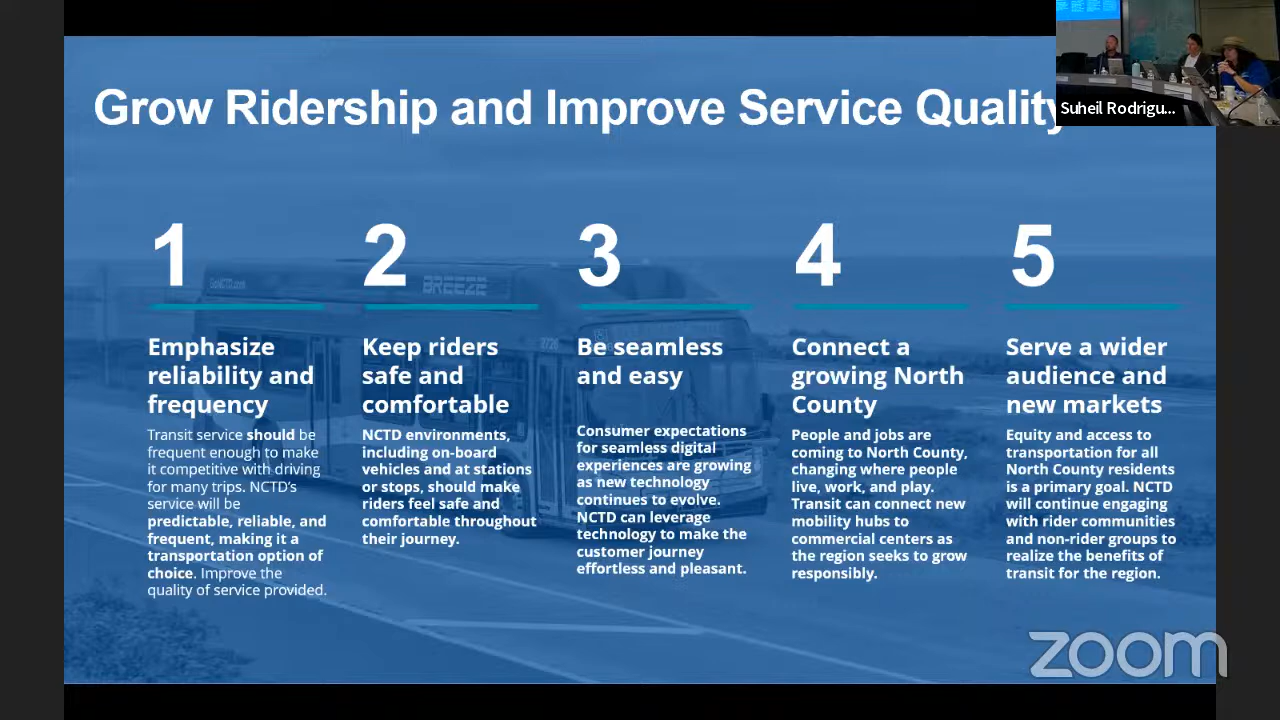 Grow Ridership and Improve Service Quality
Suheil Rodrigu...
1
Emphasize
reliability and
frequency
Transit service should be
frequent enough to make
it competitive with driving
for many trips. NCTD's
service will be
predictable, reliable, and
frequent, making it a
transportation option of
choice. Improve the
quality of service provided.
2
Keep riders
safe and
comfortable
NCTD environments,
including on-board
vehicles and at stations
or stops, should make
riders feel safe and
comfortable throughout
their journey.
3
Be seamless
and easy
Consumer expectations
for seamless digital
experiences are growing
as new technology
continues to evolve.
NCTD can leverage
technology to make the
customer journey
effortless and pleasant.
4
Connect a
growing North
County
People and jobs are
coming to North County,
changing where people
live, work, and play.
Transit can connect new
mobility hubs to
commercial centers as
the region seeks to grow
responsibly.
5
Serve a wider
audience and
new markets
Equity and access to
transportation for all
North County residents
is a primary goal. NCTD
will continue engaging
with rider communities
and non-rider groups to
realize the benefits of
transit for the region.
GoNCTD.com
BREEZE
zoom